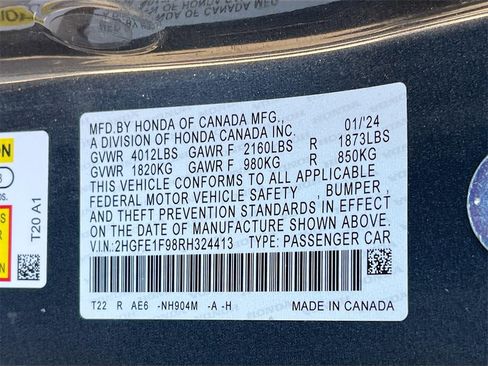 MFD.BY HONDA OF CANADA MFG.,
A DIVISION OF HONDA CANADA INC. 01/'24
GVWR 4012LBS GAWR F 2160LBS R 1873LBS
GVWR 1820KG GAWR F 980KG R 850KG
THIS VEHICLE CONFORMS TO ALL APPLICABLE
FEDERAL MOTOR VEHICLE SAFETY , BUMPER ,
AND THEFT PREVENTION STANDARDS IN EFFECT
ON THE DATE OF MANUFACTURE SHOWN ABOVE.
V.I.N:2HGFE1F98RH324413 TYPE: PASSENGER CAR
T22 R AE6 -NH904M -A -H MADE IN CANADA
T20 A1